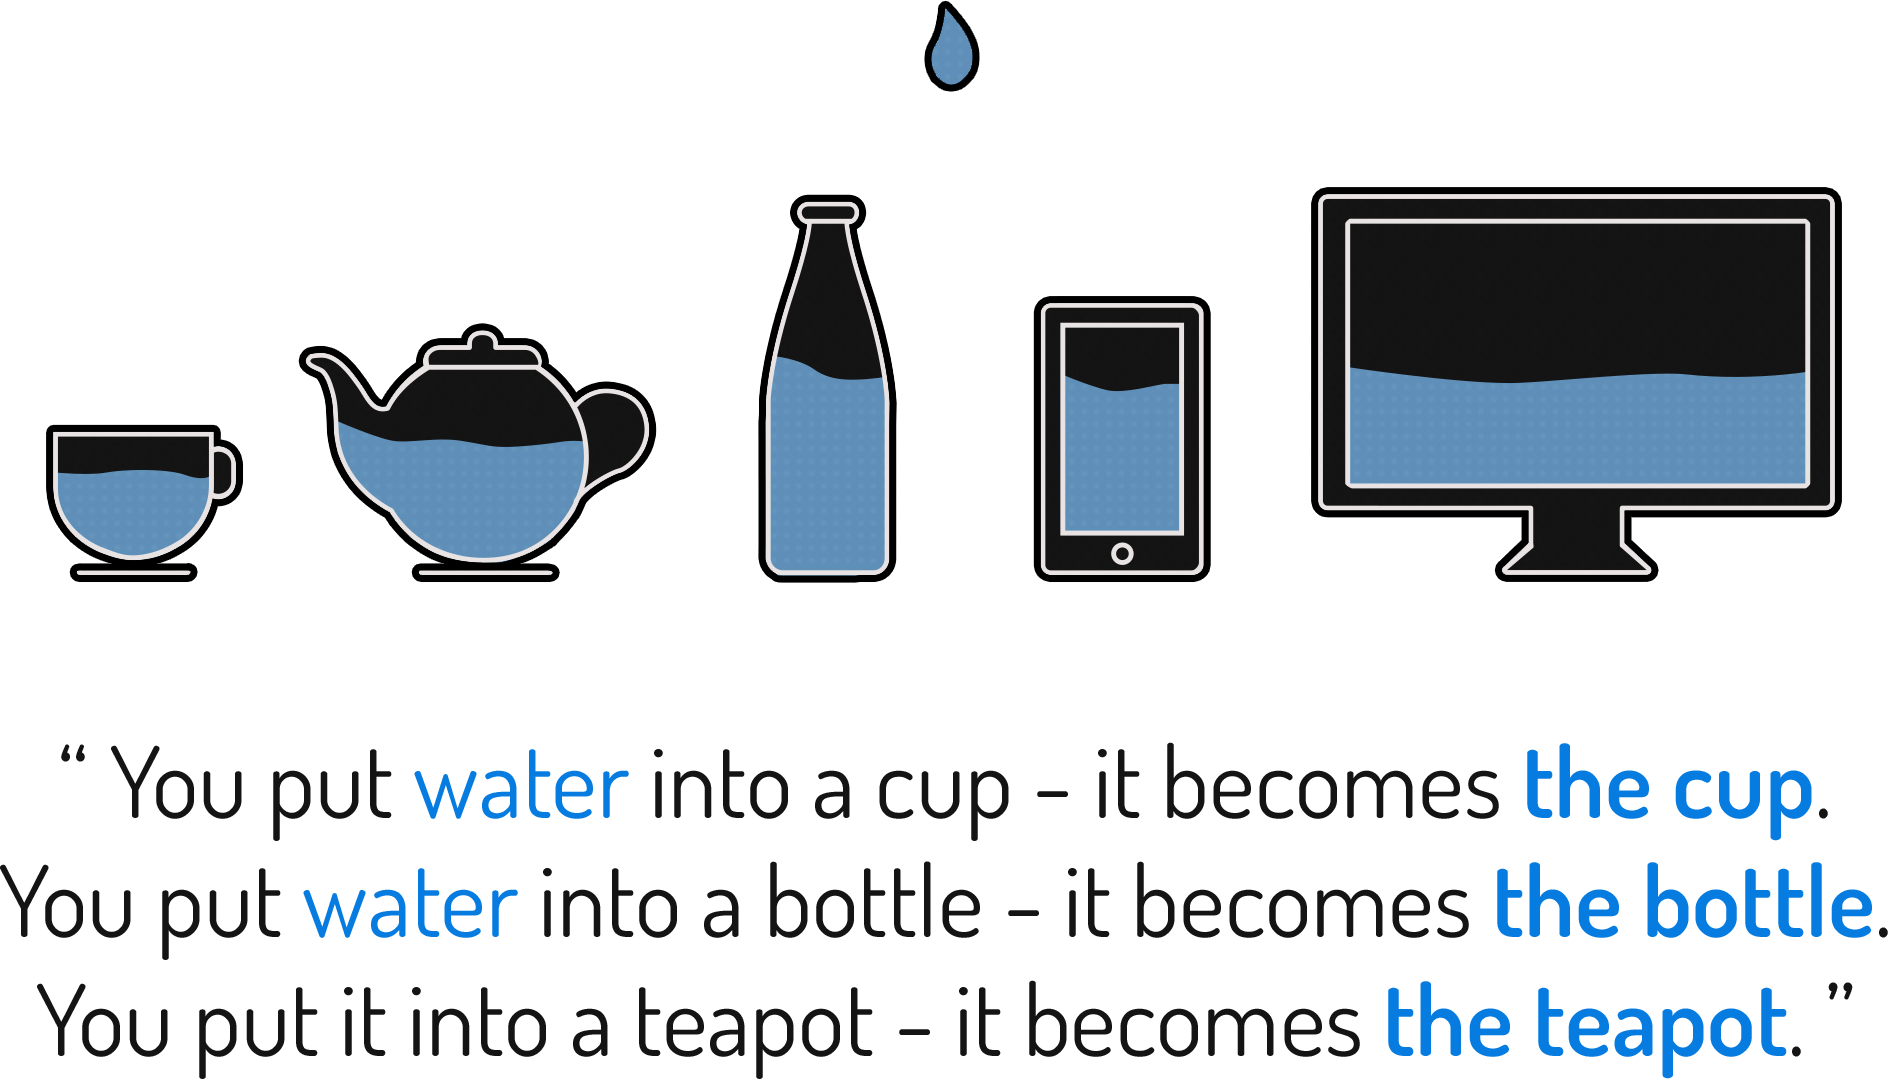 “ You put water into a cup – it becomes the cup.
You put water into a bottle – it becomes the bottle.
You put it into a teapot – it becomes the teapot. ”